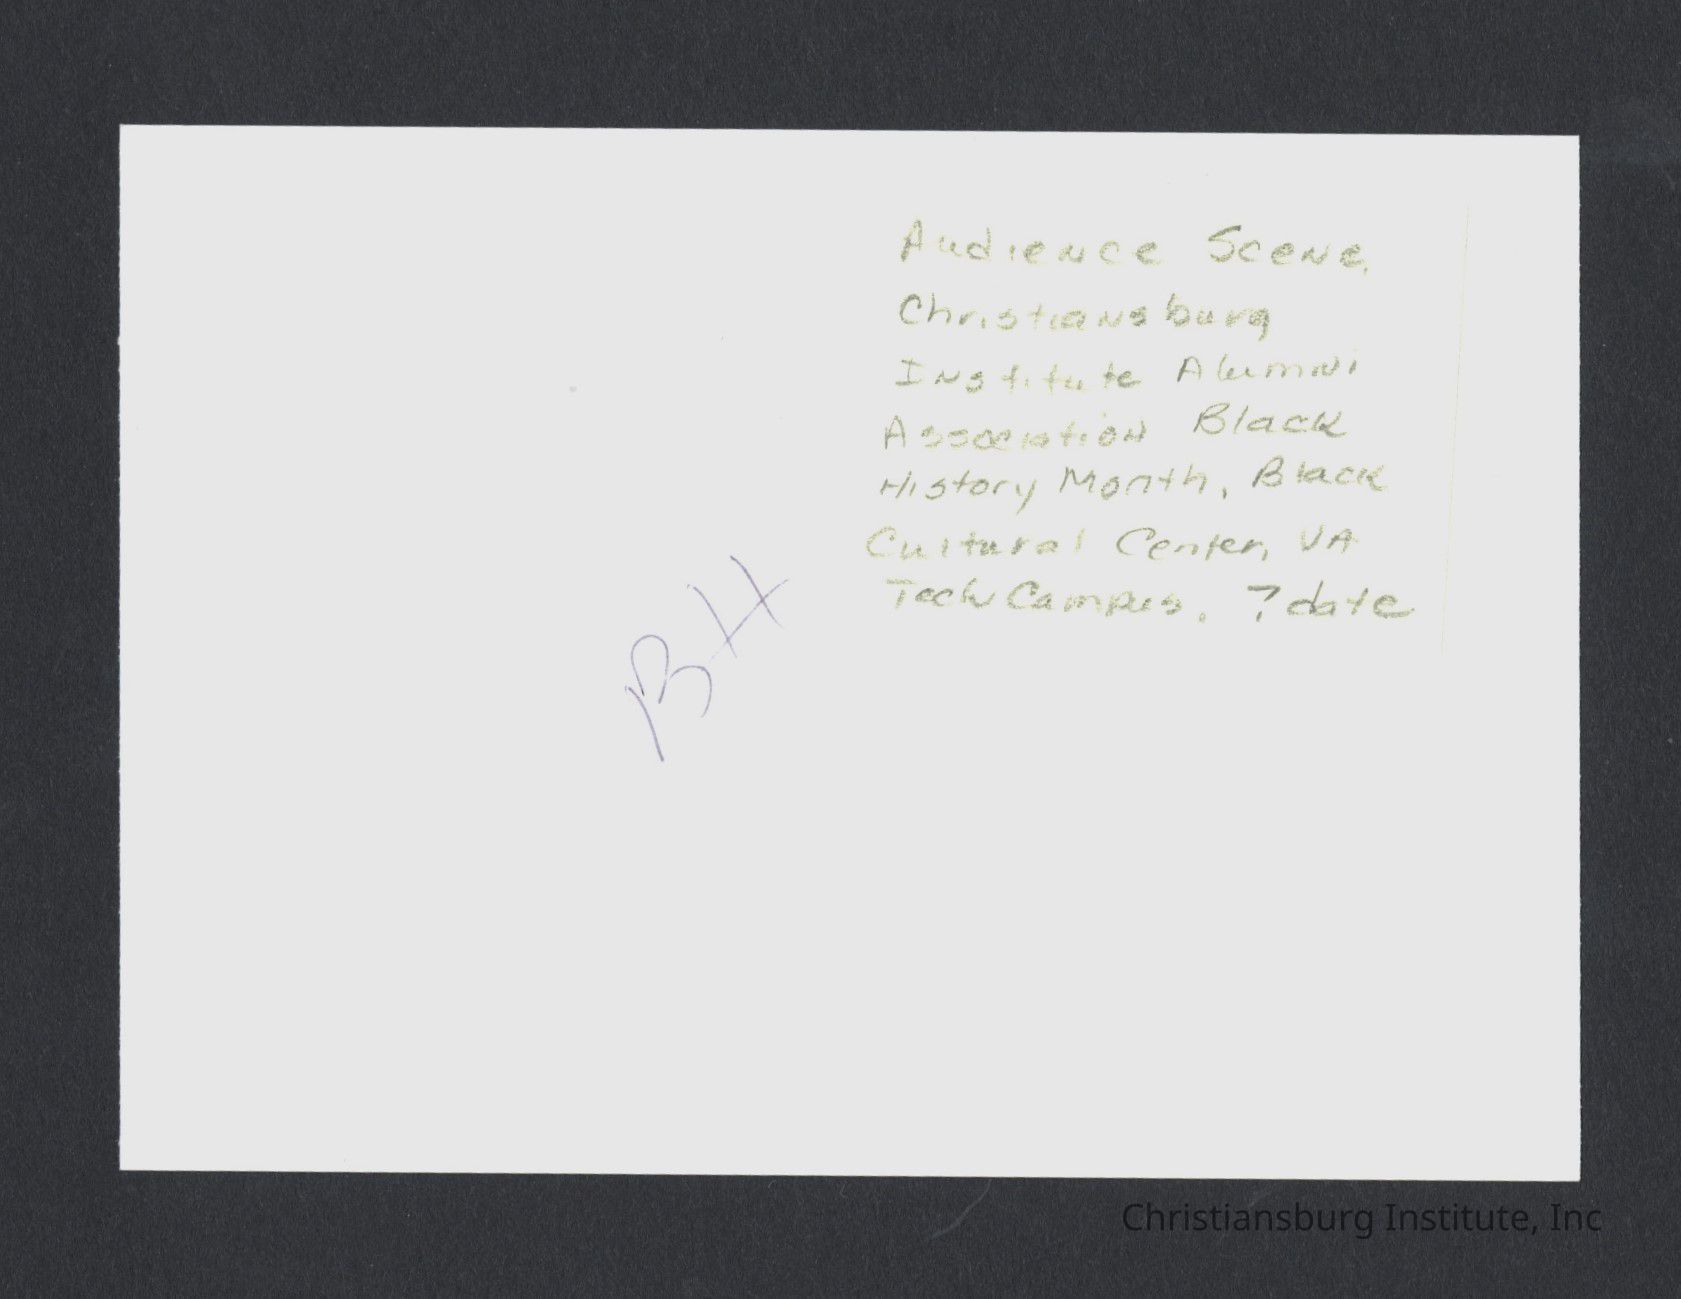 Audience Scene,
Christiansburg
Institute Alumni
Association Black
History Month, Black
Cultural Center, VA
Tech Campus. ? date
BH
Christiansburg Institute, Inc